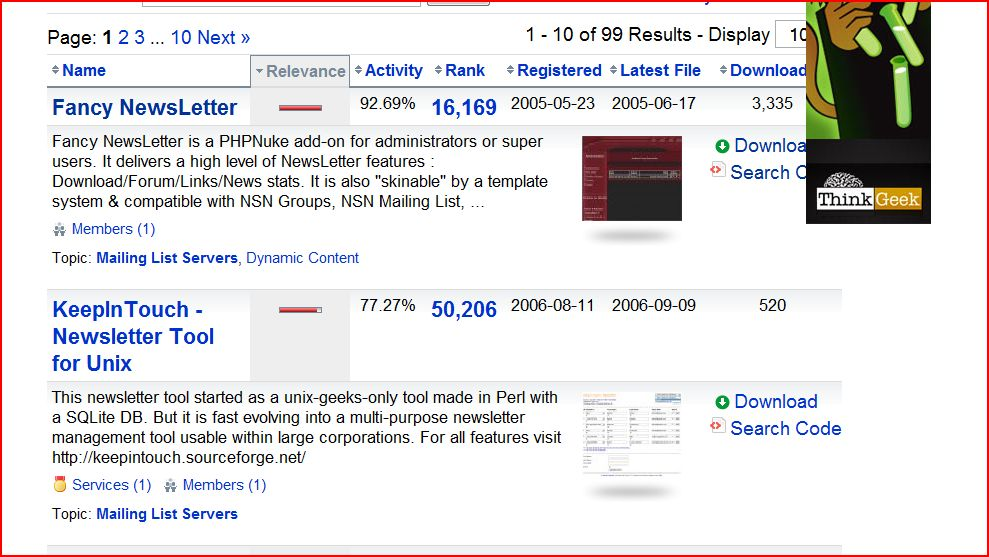 Page: 1 2 3 ... 10 Next »
1 - 10 of 99 Results - Display 10
Name Relevance Activity Rank Registered Latest File Download
Fancy NewsLetter 92.69% 16,169 2005-05-23 2005-06-17 3,335
Fancy NewsLetter is a PHPNuke add-on for administrators or super
users. It delivers a high level of NewsLetter features :
Download/Forum/Links/News stats. It is also "skinable" by a template
system & compatible with NSN Groups, NSN Mailing List, ...
Downloa
Search C
Members (1)
Topic: Mailing List Servers, Dynamic Content
ThinkGeek
KeepInTouch -
Newsletter Tool
for Unix
77.27% 50,206 2006-08-11 2006-09-09 520
This newsletter tool started as a unix-geeks-only tool made in Perl with
a SQLite DB. But it is fast evolving into a multi-purpose newsletter
management tool usable within large corporations. For all features visit
http://keepintouch.sourceforge.net/
Download
Search Code
Services (1) Members (1)
Topic: Mailing List Servers